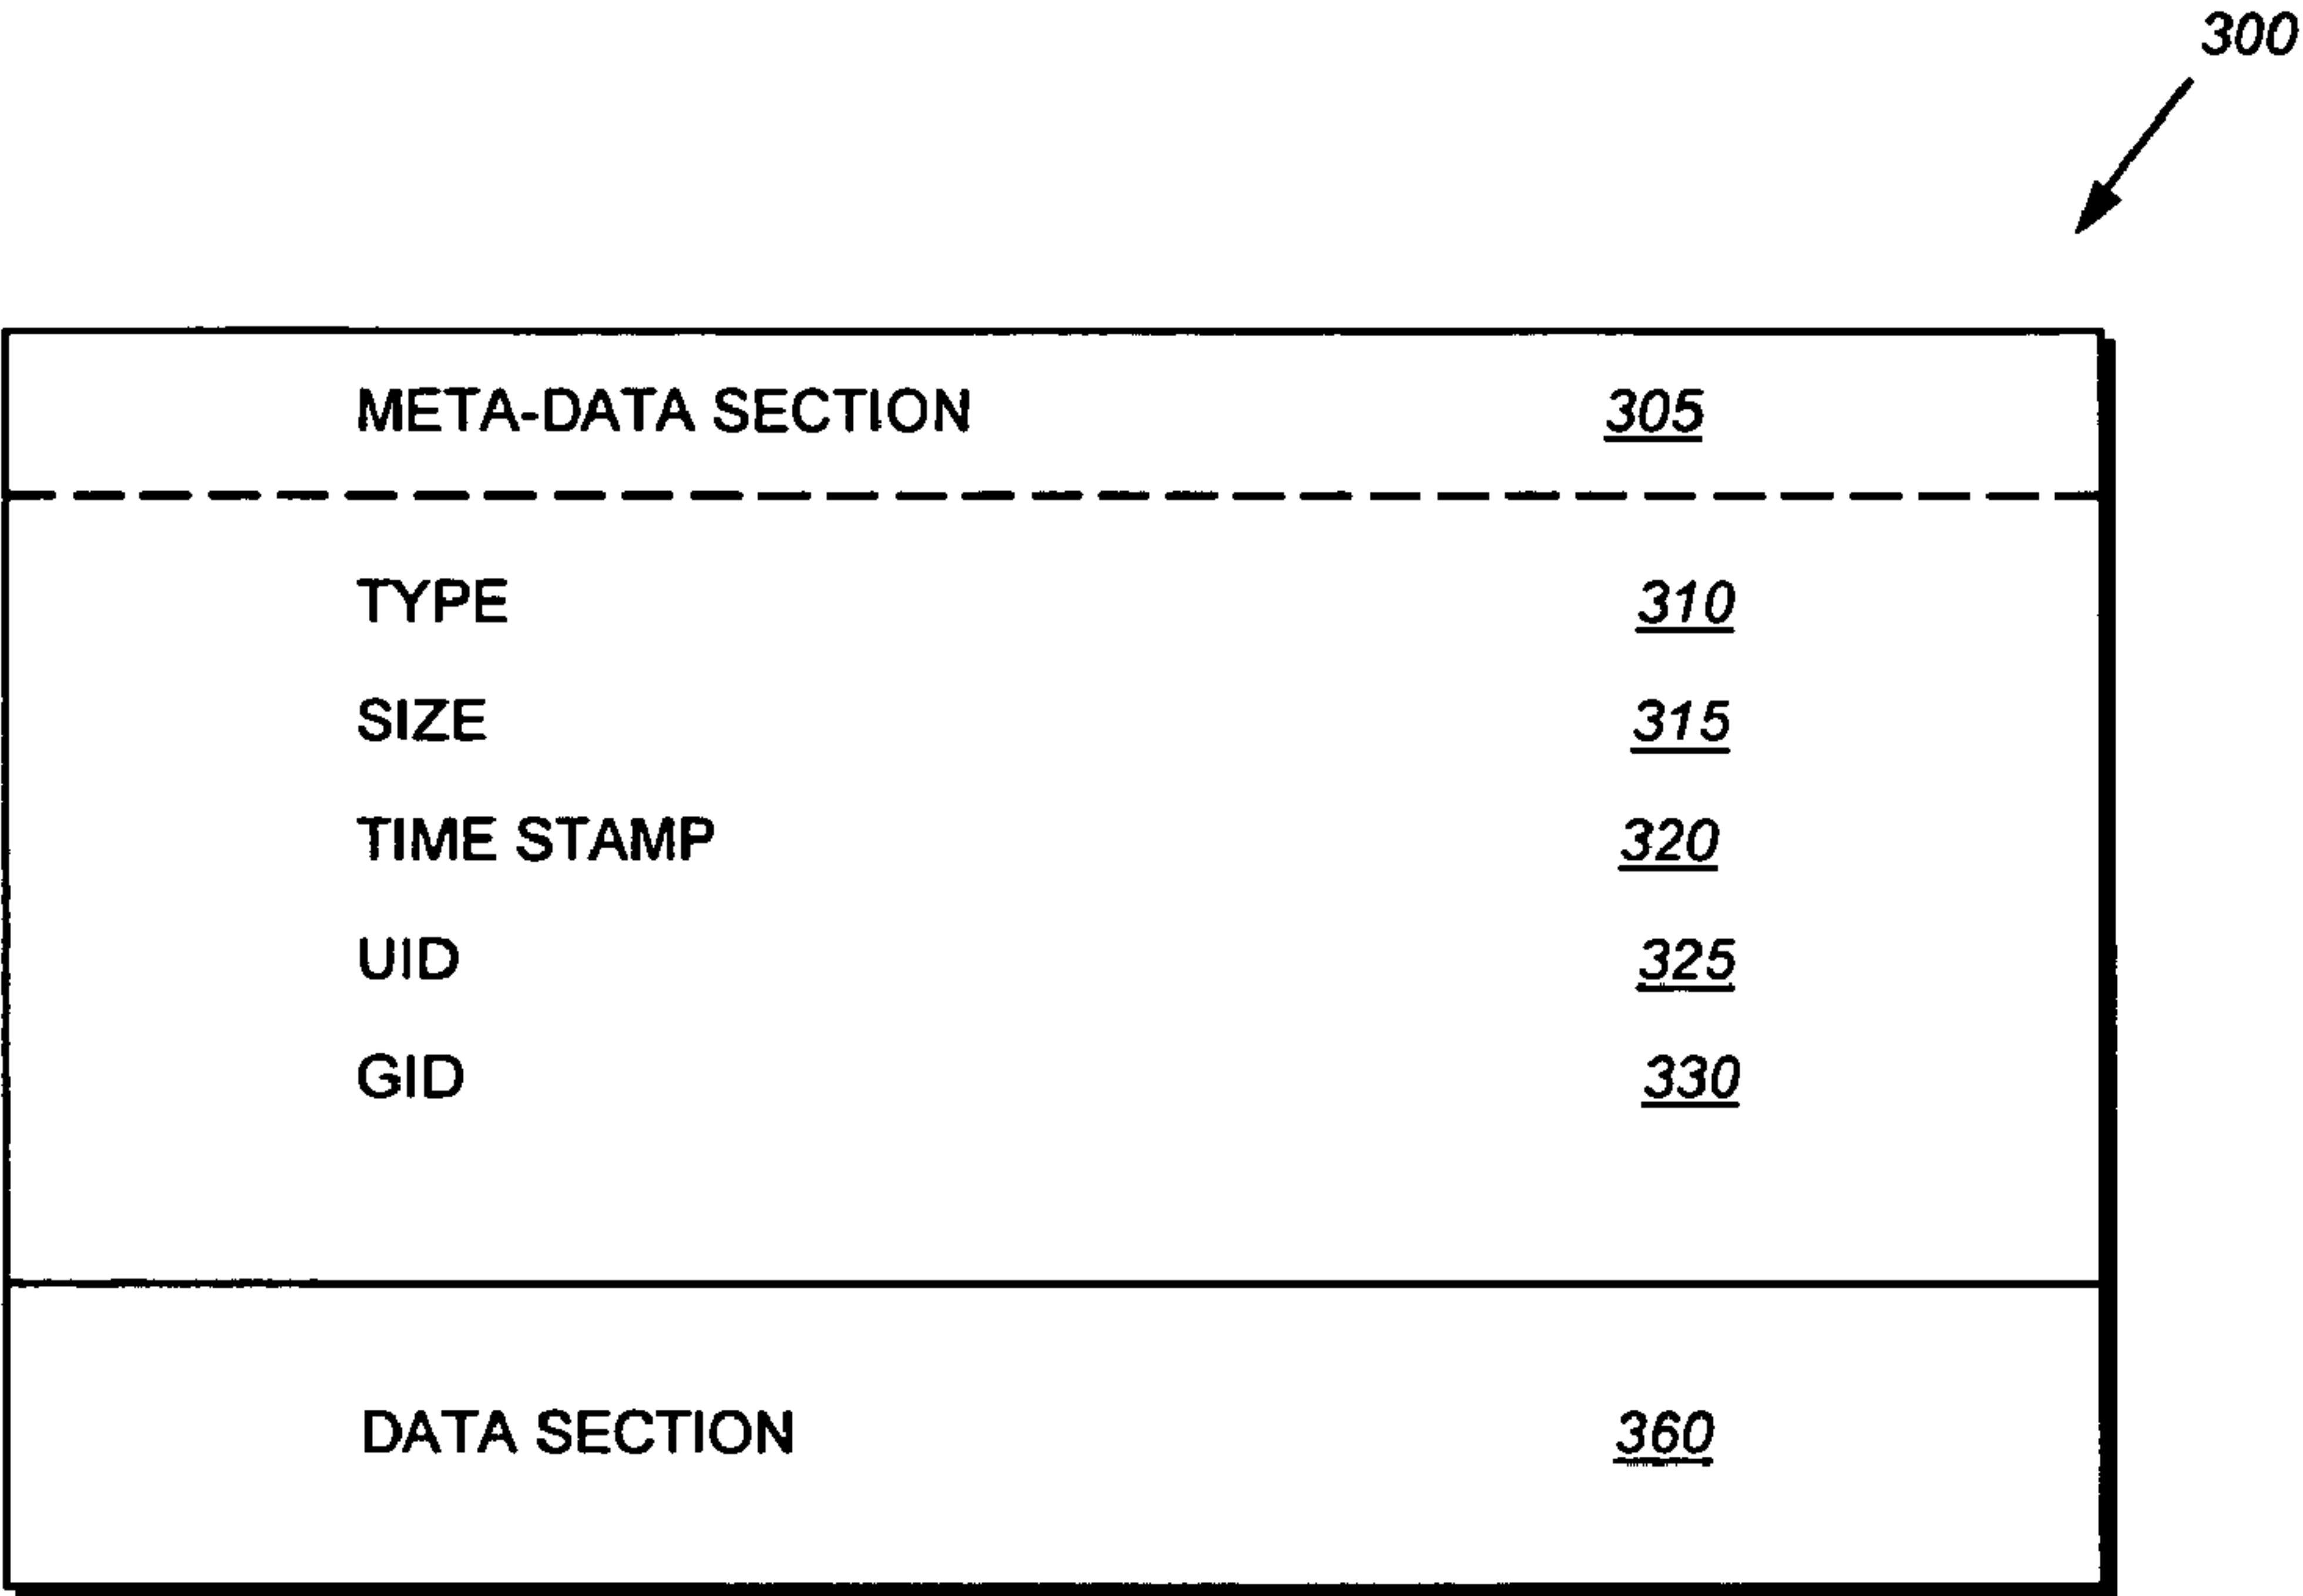 300
META-DATA SECTION 305
TYPE 310
SIZE 315
TIME STAMP 320
UID 325
GID 330
DATA SECTION 360